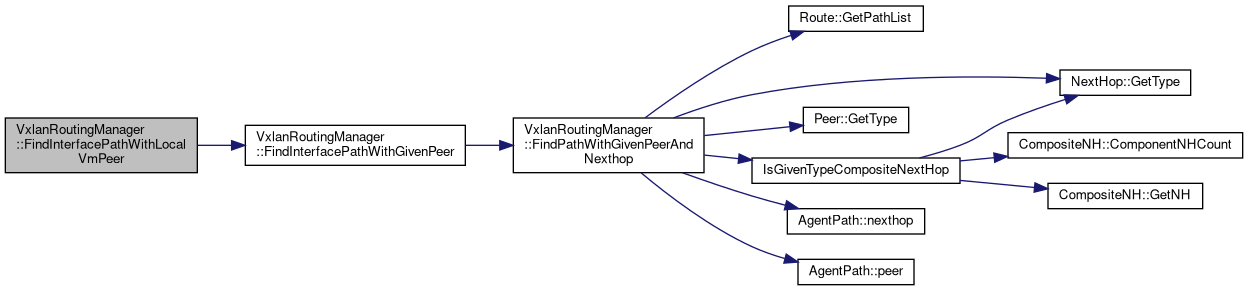 VxlanRoutingManager
::FindInterfacePathWithLocal
VmPeer
VxlanRoutingManager
::FindInterfacePathWithGivenPeer
VxlanRoutingManager
::FindPathWithGivenPeerAnd
Nexthop
Route::GetPathList
NextHop::GetType
Peer::GetType
IsGivenTypeCompositeNextHop
CompositeNH::ComponentNHCount
CompositeNH::GetNH
AgentPath::nexthop
AgentPath::peer